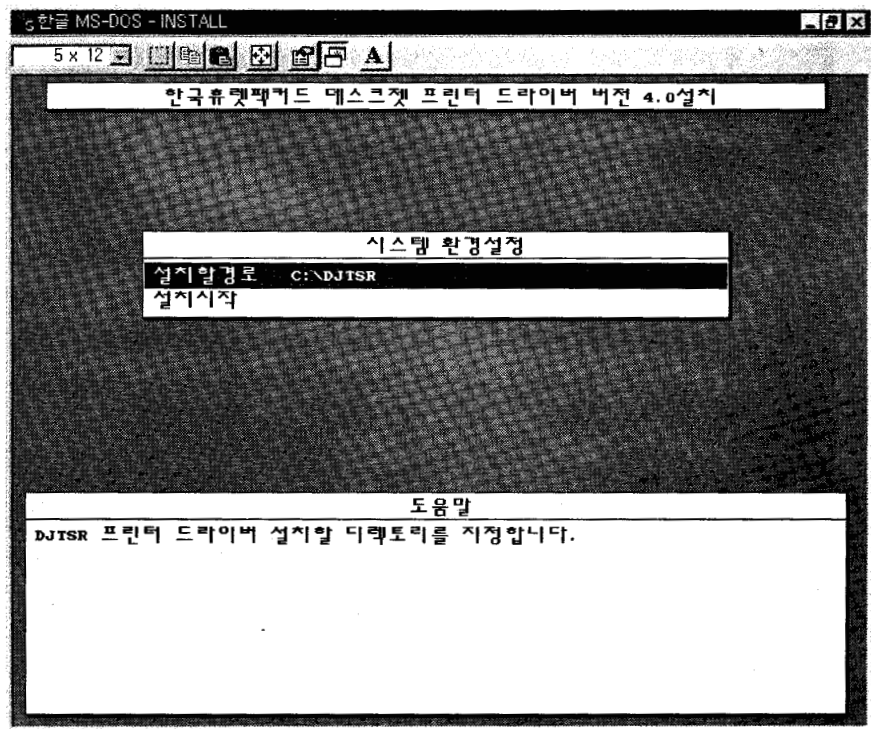 한글 MS-DOS - INSTALL
5 x 12
A
한국휴렛팩커드 데스크젯 프린터 드라이버 버전 4.0설치
시스템 환경설정
설치할경로 C:\DJTSR
설치시작
도움말
DJTSR 프린터 드라이버 설치할 디렉토리를 지정합니다.